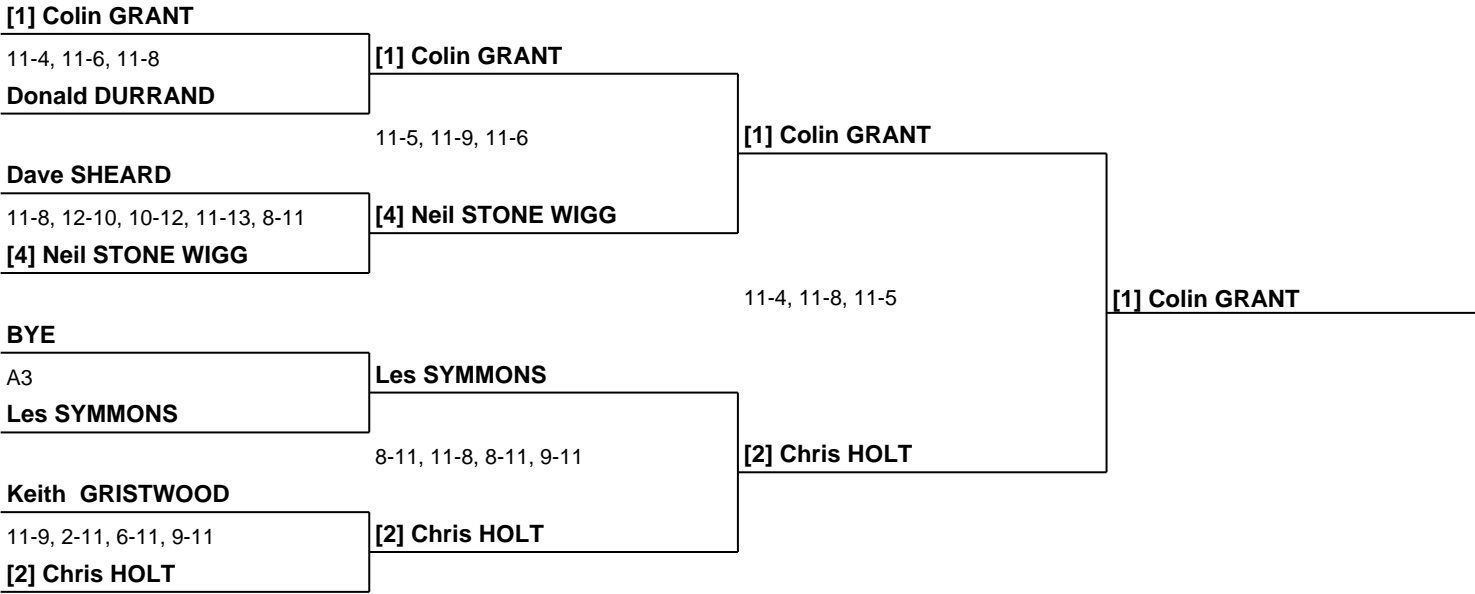 [1] Colin GRANT
11-4, 11-6, 11-8
[1] Colin GRANT
Donald DURRAND
11-5, 11-9, 11-6
[1] Colin GRANT
Dave SHEARD
11-8, 12-10, 10-12, 11-13, 8-11
[4] Neil STONE WIGG
[4] Neil STONE WIGG
11-4, 11-8, 11-5
[1] Colin GRANT
BYE
A3
Les SYMMONS
Les SYMMONS
8-11, 11-8, 8-11, 9-11
[2] Chris HOLT
Keith  GRISTWOOD
11-9, 2-11, 6-11, 9-11
[2] Chris HOLT
[2] Chris HOLT